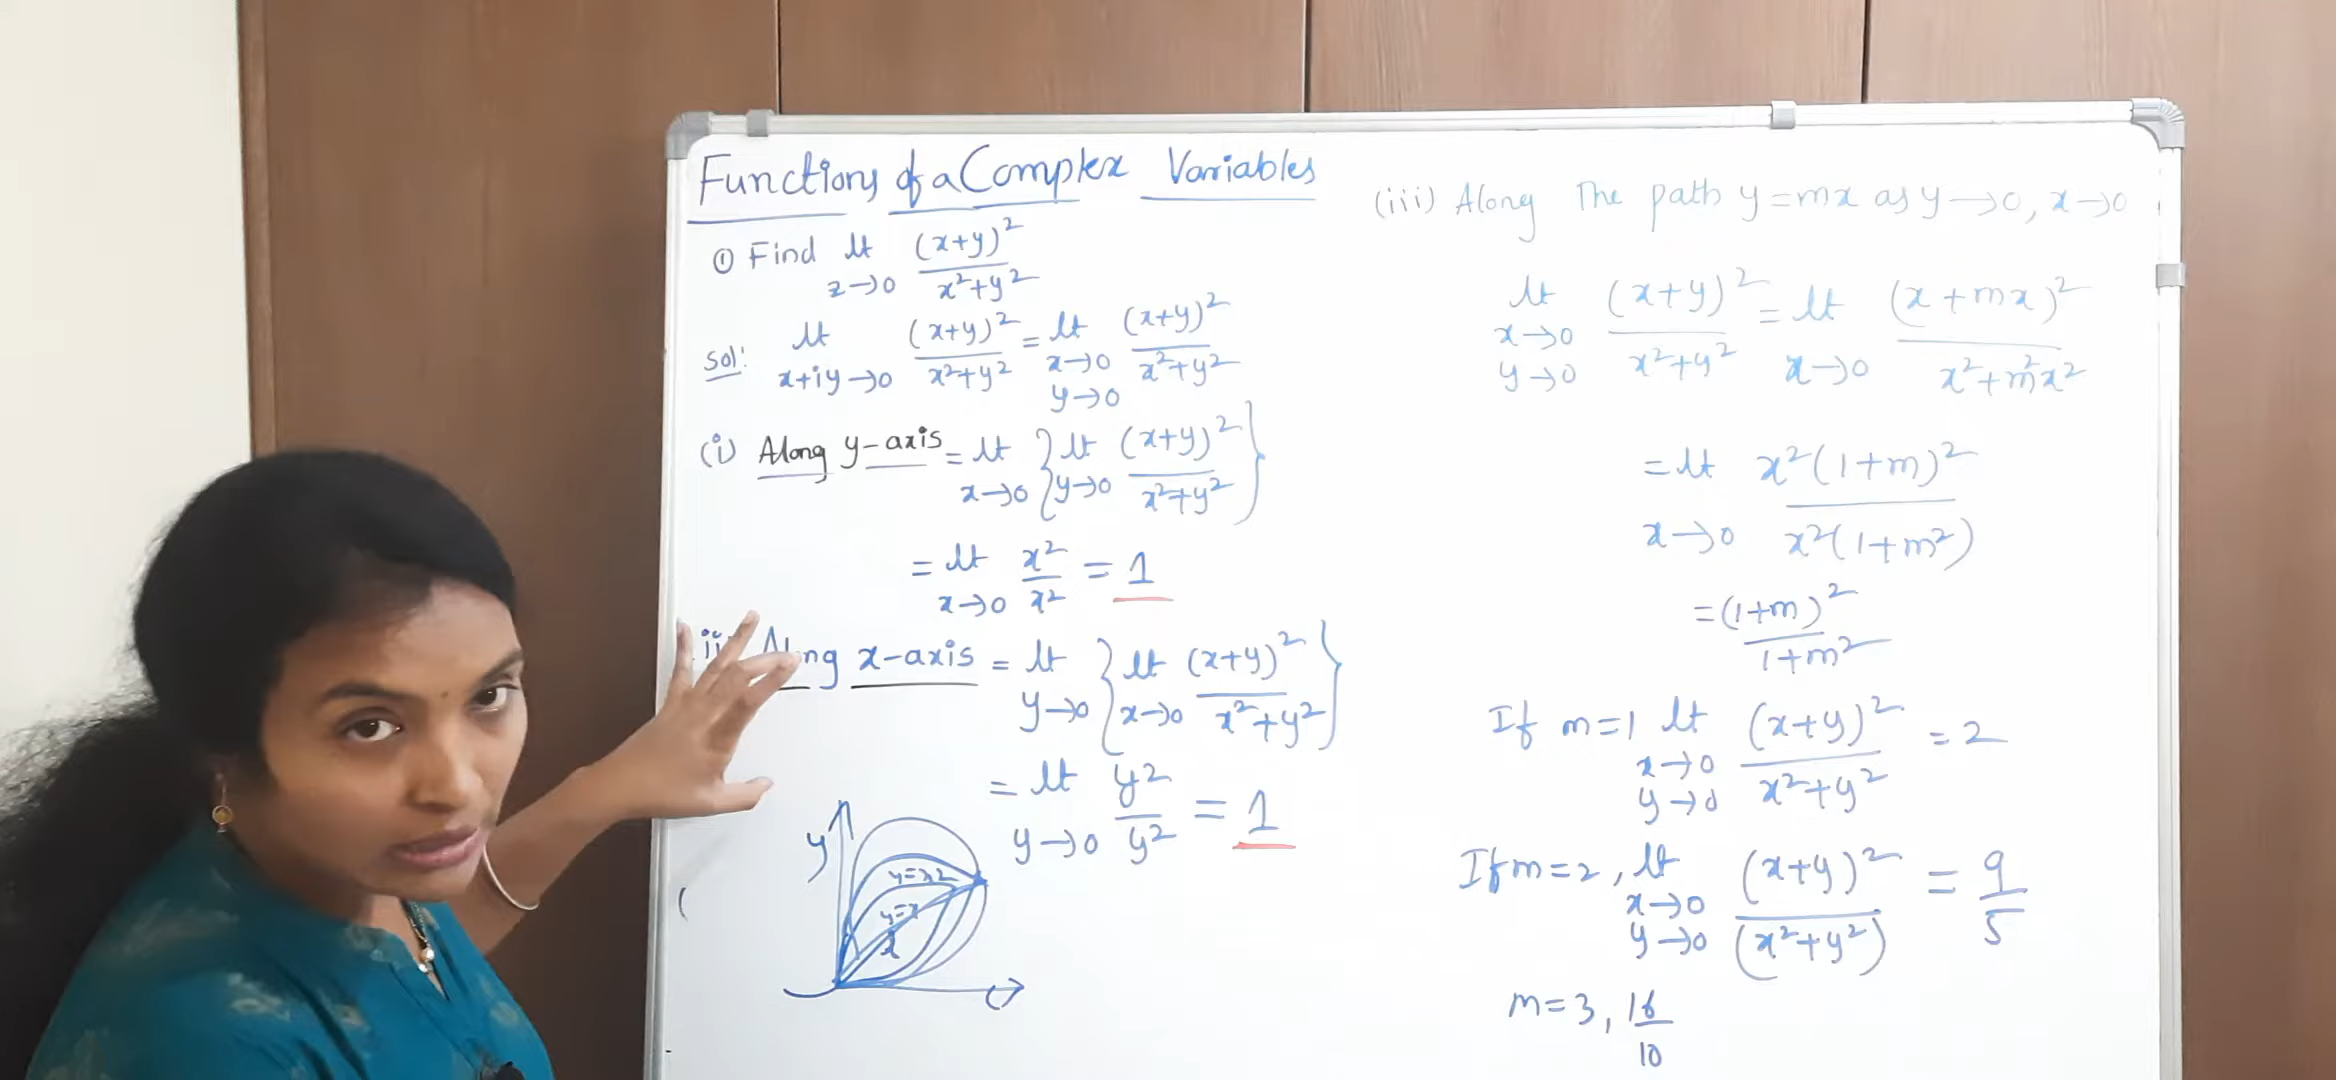 Functions of a Complex Variables
① Find lt z→0 (x+y)²/(x²+y²)
Sol: lt x+iy→0 (x+y)²/(x²+y²) = lt x→0 y→0 (x+y)²/(x²+y²)
(i) Along y-axis = lt x→0 { lt y→0 (x+y)²/(x²+y²) }
= lt x→0 x²/x² = 1
Along x-axis = lt y→0 { lt x→0 (x+y)²/(x²+y²) }
= lt y→0 y²/y² = 1
y
y=x
x
(iii) Along The path y=mx as y→0, x→0
lt x→0 y→0 (x+y)²/(x²+y²) = lt x→0 (x+mx)²/(x²+m²x²)
= lt x→0 x²(1+m)²/x²(1+m²)
= (1+m)²/(1+m²)
If m=1 lt x→0 y→0 (x+y)²/(x²+y²) = 2
If m=2, lt x→0 y→0 (x+y)²/(x²+y²) = 9/5
m=3, 16/10